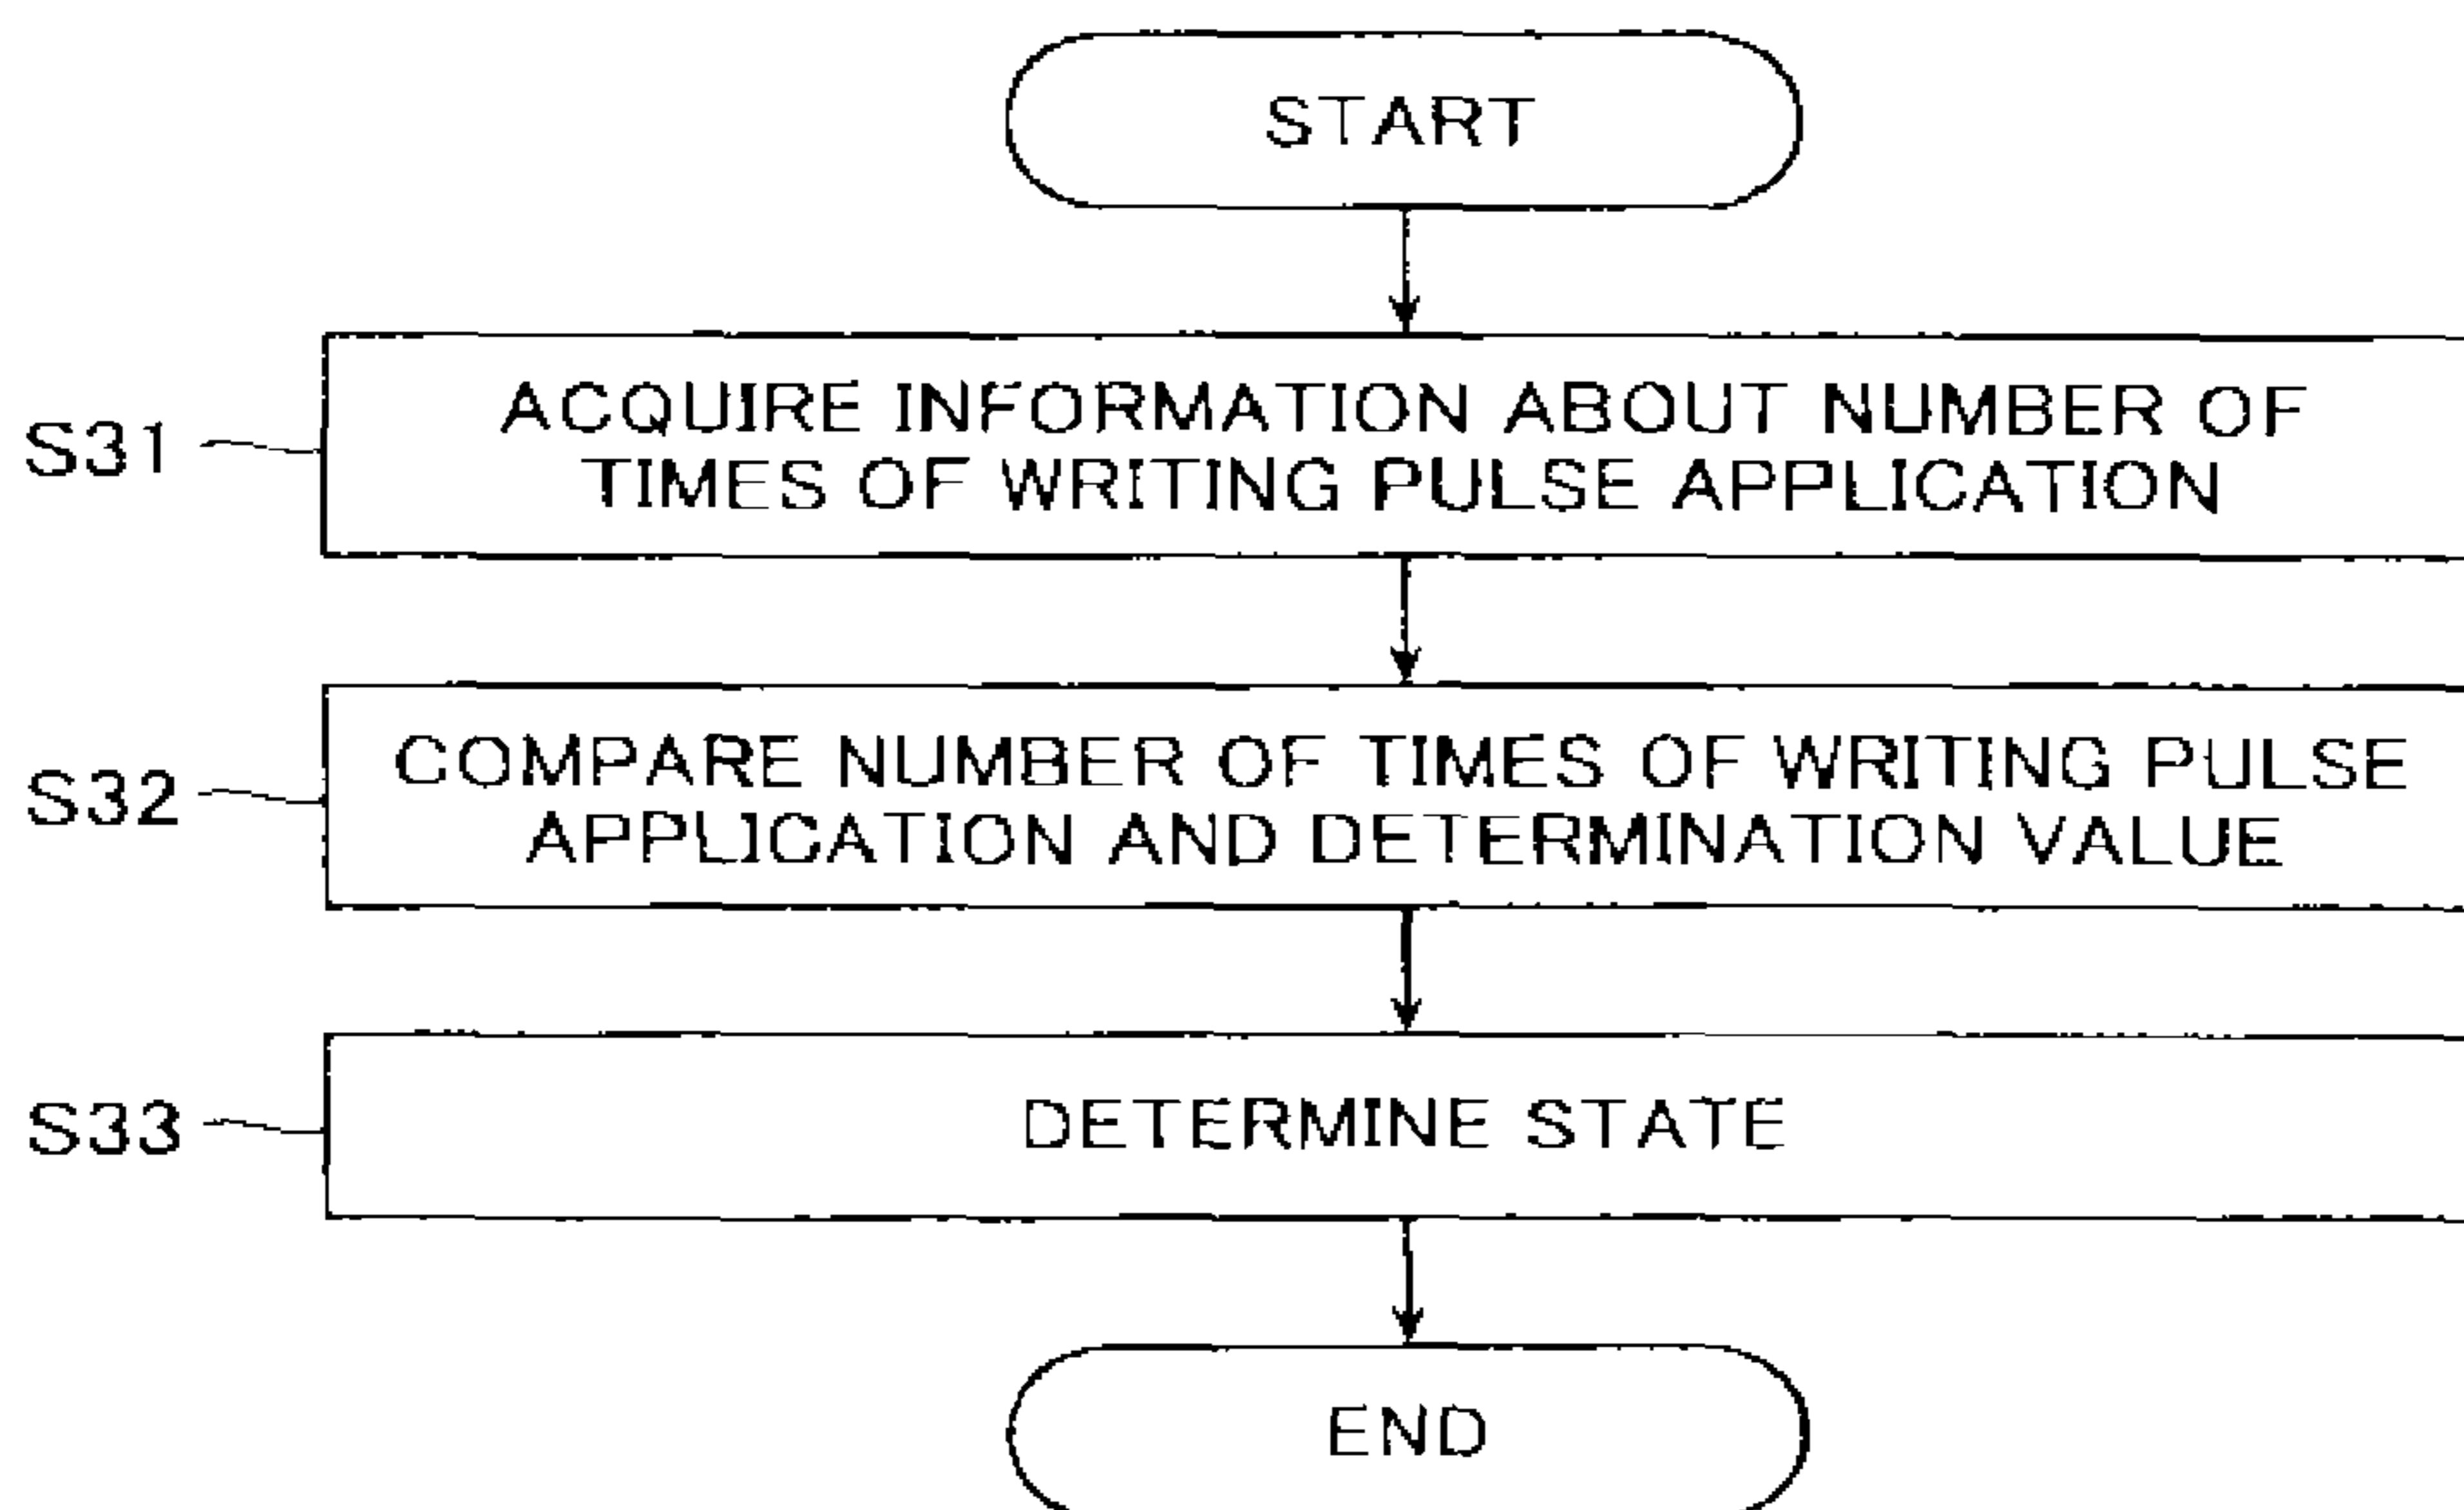 START
S31
ACQUIRE INFORMATION ABOUT NUMBER OF
TIMES OF WRITING PULSE APPLICATION
S32
COMPARE NUMBER OF TIMES OF WRITING PULSE
APPLICATION AND DETERMINATION VALUE
S33
DETERMINE STATE
END